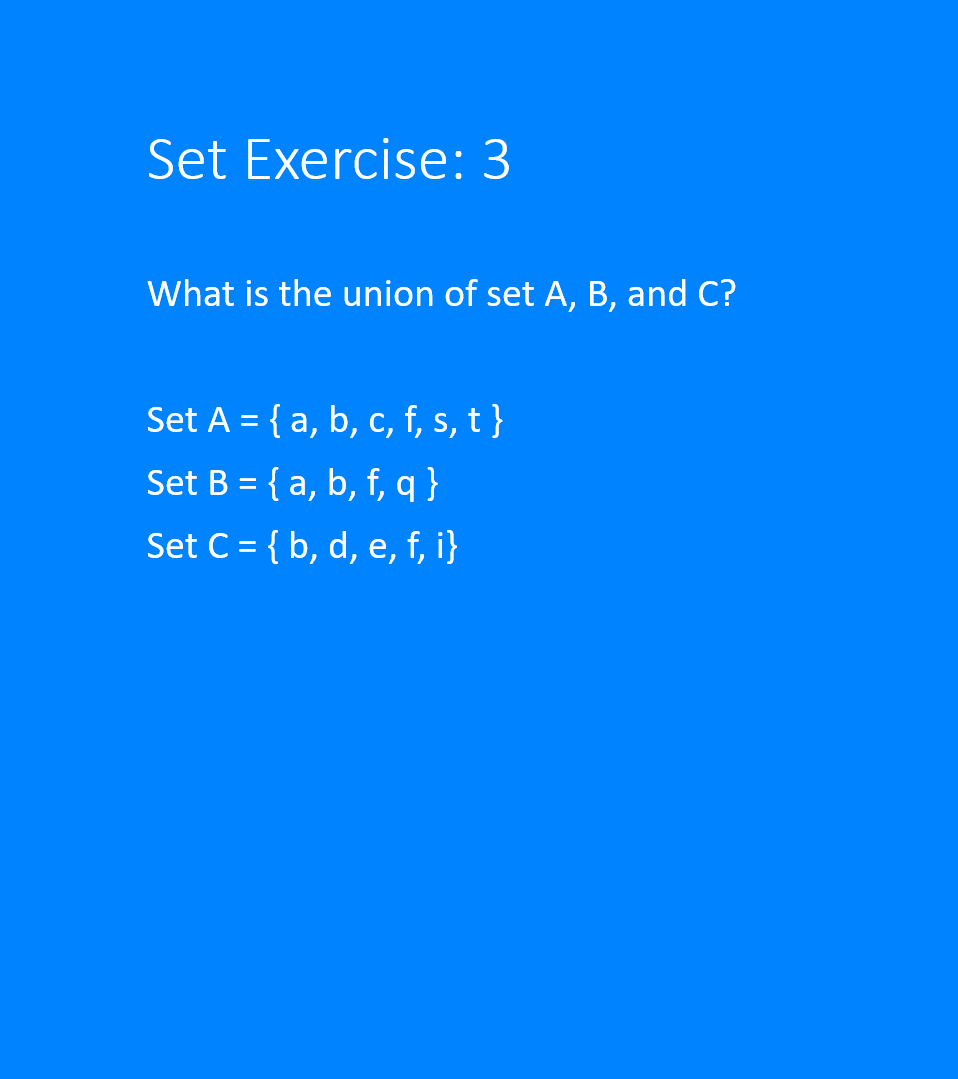 Set Exercise: 3
What is the union of set A, B, and C?
Set A = { a, b, c, f, s, t }
Set B = { a, b, f, q }
Set C = { b, d, e, f, i}